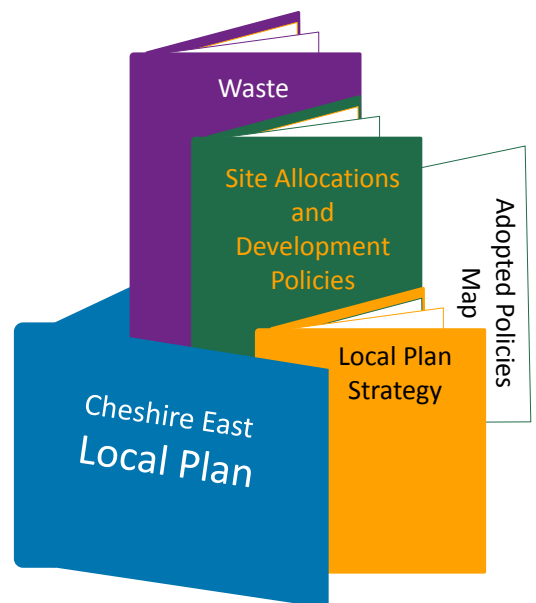 Waste
Site Allocations
and
Development
Policies
Adopted Policies
Map
Local Plan
Strategy
Cheshire East
Local Plan